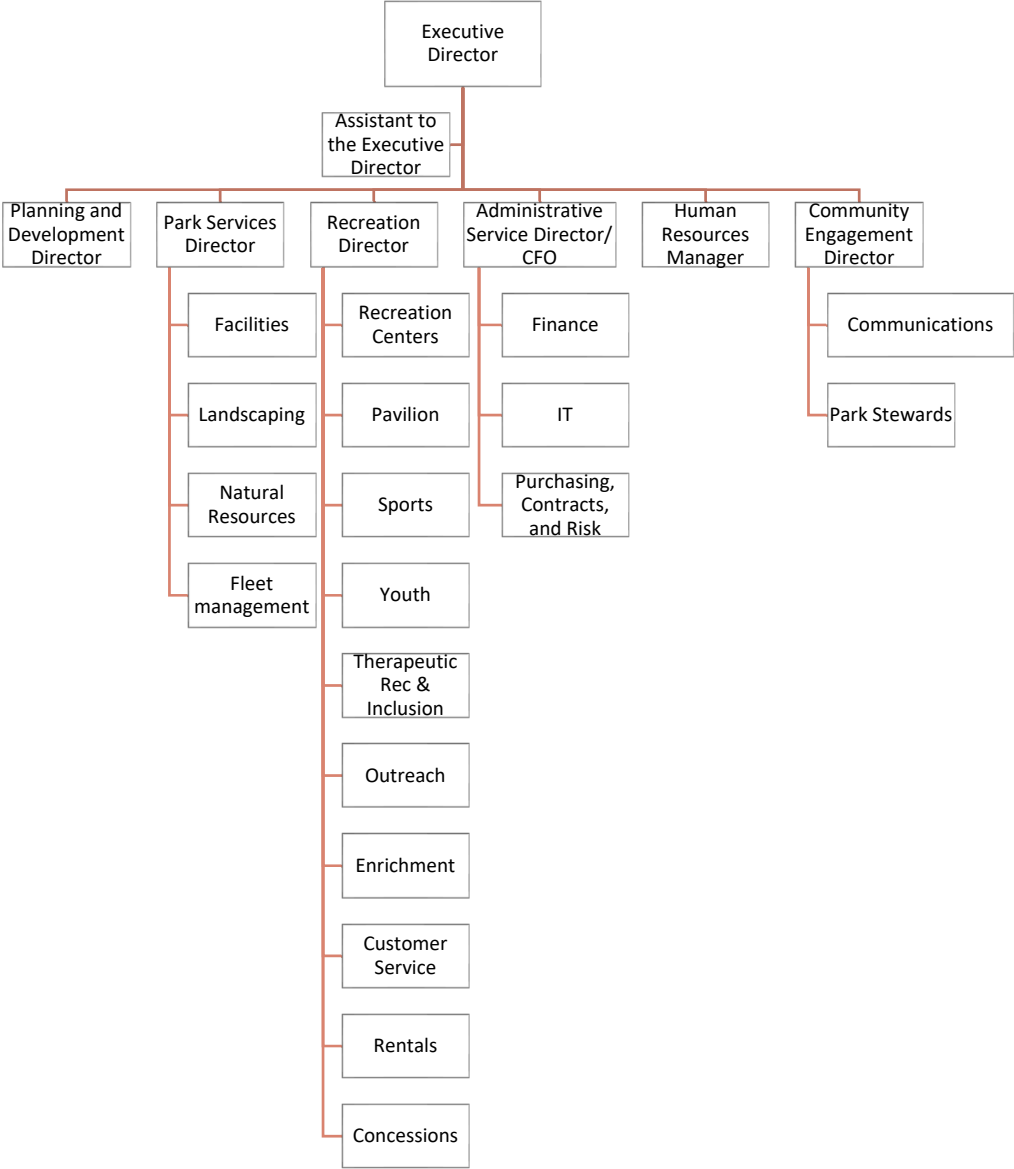 Executive
Director
Assistant to
the Executive
Director
Planning and
Development
Director
Park Services
Director
Recreation
Director
Administrative
Service Director/
CFO
Human
Resources
Manager
Community
Engagement
Director
Facilities
Landscaping
Natural
Resources
Fleet
management
Recreation
Centers
Pavilion
Sports
Youth
Therapeutic
Rec &
Inclusion
Outreach
Enrichment
Customer
Service
Rentals
Concessions
Finance
IT
Purchasing,
Contracts,
and Risk
Communications
Park Stewards